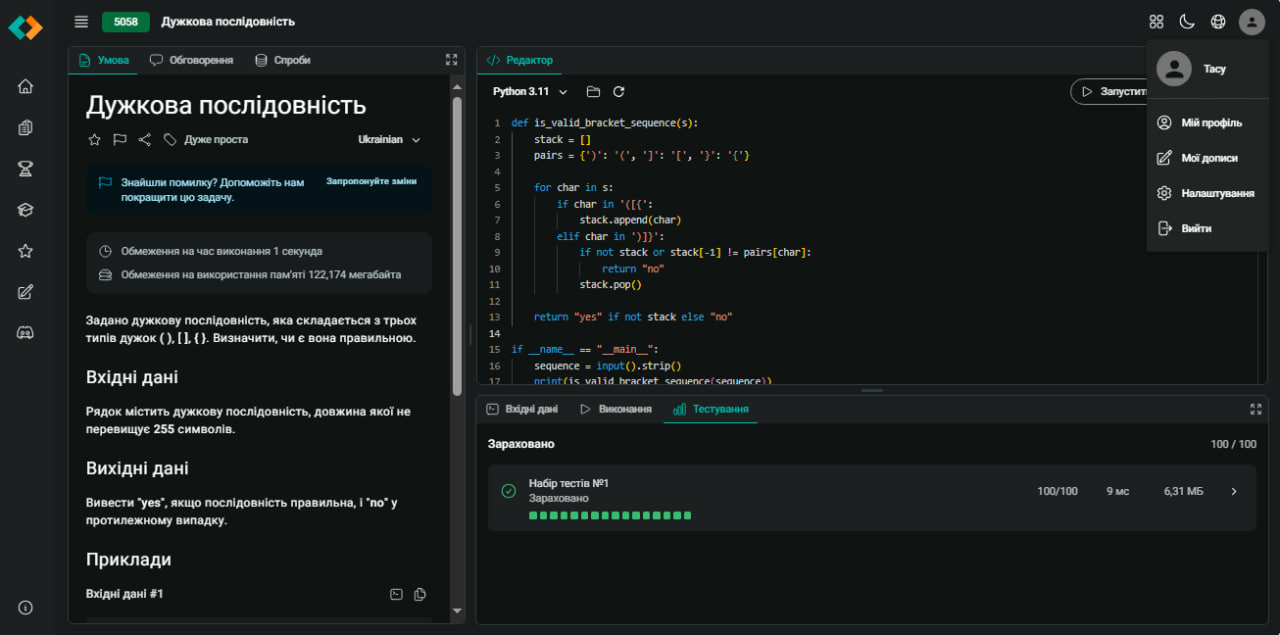 5058 Дужкова послідовність
Умова Обговорення Спроби
Дужкова послідовність
Дуже проста Ukrainian
Знайшли помилку? Допоможіть нам
покращити цю задачу.
Запропонуйте зміни
Обмеження на час виконання 1 секунда
Обмеження на використання пам'яті 122,174 мегабайта
Задано дужкову послідовність, яка складається з трьох
типів дужок ( ), [ ], { }. Визначити, чи є вона правильною.
Вхідні дані
Рядок містить дужкову послідовність, довжина якої не
перевищує 255 символів.
Вихідні дані
Вивести "yes", якщо послідовність правильна, і "no" у
протилежному випадку.
Приклади
Вхідні дані #1
Редактор
Python 3.11
Запустит
1 def is_valid_bracket_sequence(s):
2 stack = []
3 pairs = {')': '(', ']': '[', '}': '{'}
4
5 for char in s:
6 if char in '([{':
7 stack.append(char)
8 elif char in ')]}':
9 if not stack or stack[-1] != pairs[char]:
10 return "no"
11 stack.pop()
12
13 return "yes" if not stack else "no"
14
15 if __name__ == "__main__":
16 sequence = input().strip()
17 print(is_valid_bracket_sequence(sequence))
Тасу
Мій профіль
Мої дописи
Налаштування
Вийти
Вхідні дані Виконання Тестування
Зараховано 100 / 100
Набір тестів №1
Зараховано
100/100 9 мс 6,31 МБ